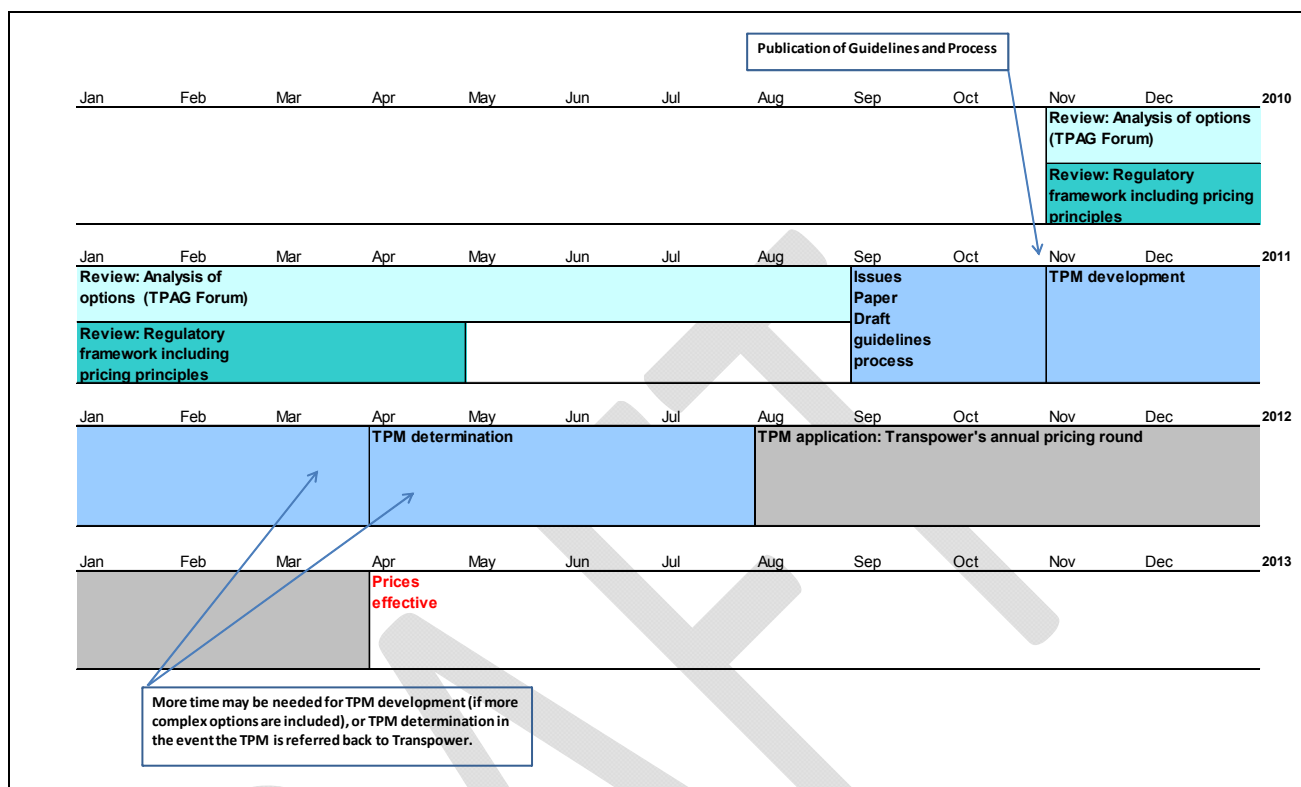 Publication of Guidelines and Process
Jan Feb Mar Apr May Jun Jul Aug Sep Oct Nov Dec 2010
Review: Analysis of options
(TPAG Forum)
Review: Regulatory
framework including pricing
principles
Jan Feb Mar Apr May Jun Jul Aug Sep Oct Nov Dec 2011
Review: Analysis of
options (TPAG Forum)
Review: Regulatory
framework including
pricing principles
Issues
Paper
Draft
guidelines
process
TPM development
Jan Feb Mar Apr May Jun Jul Aug Sep Oct Nov Dec 2012
TPM determination
TPM application: Transpower's annual pricing round
Jan Feb Mar Apr May Jun Jul Aug Sep Oct Nov Dec 2013
Prices
effective
More time may be needed for TPM development (if more
complex options are included), or TPM determination in
the event the TPM is referred back to Transpower.